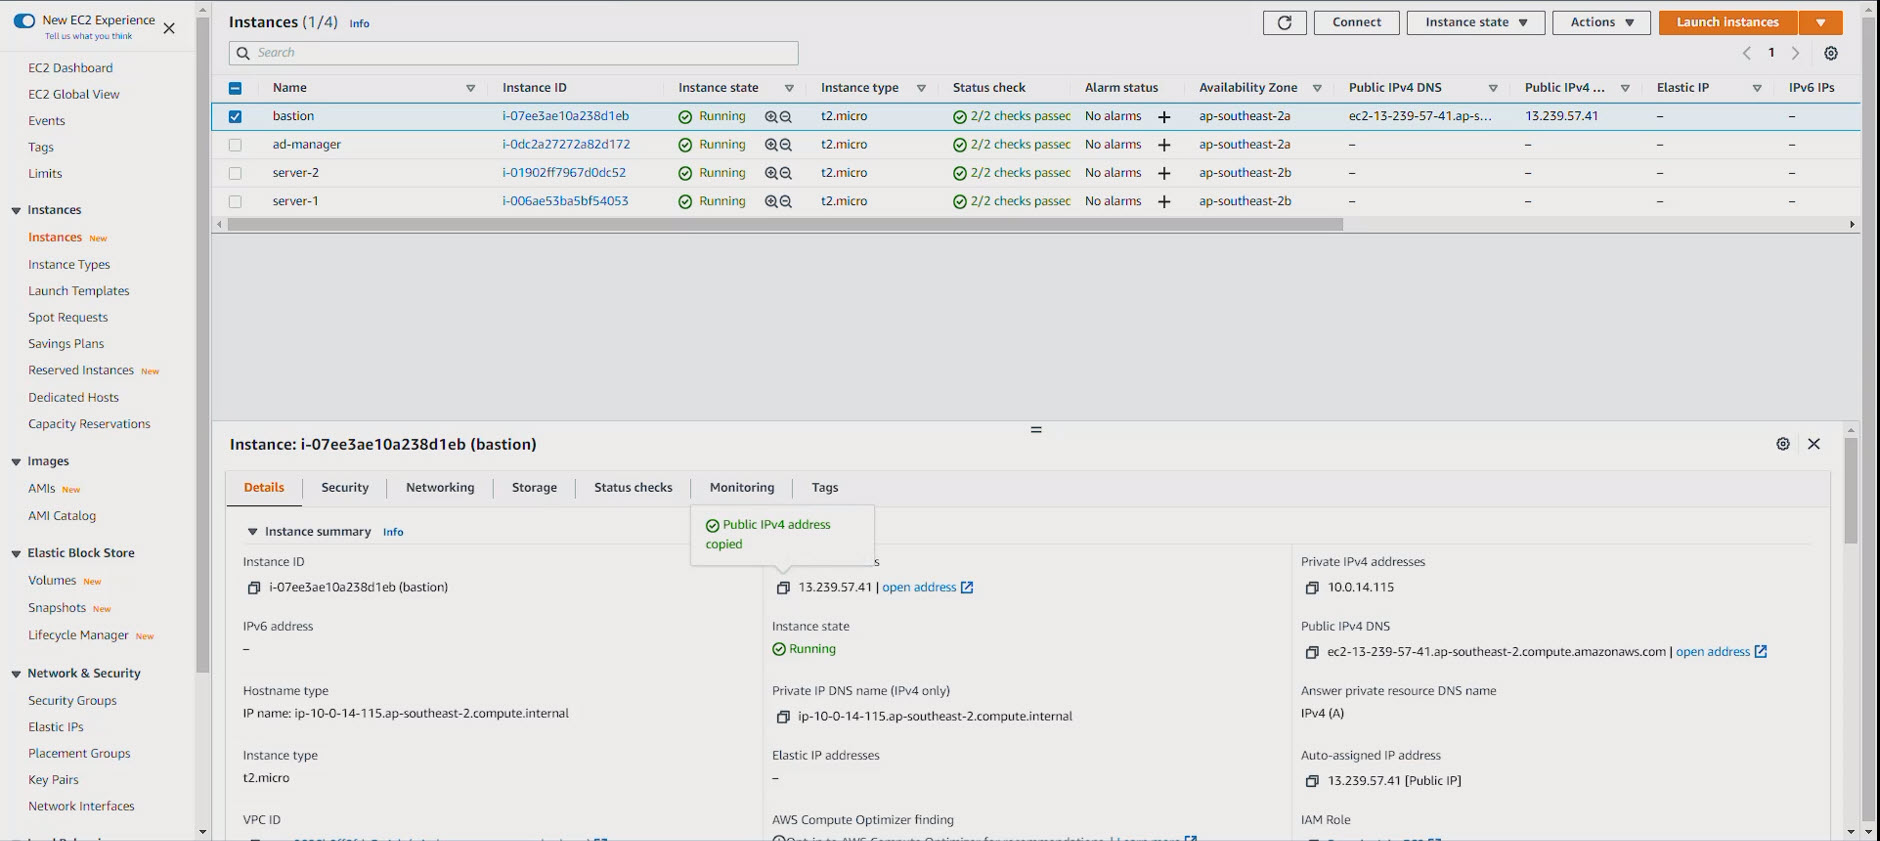 New EC2 Experience
Tell us what you think
EC2 Dashboard
EC2 Global View
Events
Tags
Limits
Instances
Instances New
Instance Types
Launch Templates
Spot Requests
Savings Plans
Reserved Instances New
Dedicated Hosts
Capacity Reservations
Images
AMIs New
AMI Catalog
Elastic Block Store
Volumes New
Snapshots New
Lifecycle Manager New
Network & Security
Security Groups
Elastic IPs
Placement Groups
Key Pairs
Network Interfaces
Instances (1/4) Info
Connect Instance state Actions Launch instances
Search
1
Name Instance ID Instance state Instance type Status check Alarm status Availability Zone Public IPv4 DNS Public IPv4 ... Elastic IP IPv6 IPs
bastion i-07ee3ae10a238d1eb Running t2.micro 2/2 checks passec No alarms + ap-southeast-2a ec2-13-239-57-41.ap-s... 13.239.57.41 – –
ad-manager i-0dc2a27272a82d172 Running t2.micro 2/2 checks passec No alarms + ap-southeast-2a – – – –
server-2 i-01902ff7967d0dc52 Running t2.micro 2/2 checks passec No alarms + ap-southeast-2b – – – –
server-1 i-006ae53ba5bf54053 Running t2.micro 2/2 checks passec No alarms + ap-southeast-2b – – – –
Instance: i-07ee3ae10a238d1eb (bastion)
Details Security Networking Storage Status checks Monitoring Tags
Public IPv4 address
copied
Instance summary Info
Instance ID
i-07ee3ae10a238d1eb (bastion)
13.239.57.41 | open address
Private IPv4 addresses
10.0.14.115
IPv6 address
–
Instance state
Running
Public IPv4 DNS
ec2-13-239-57-41.ap-southeast-2.compute.amazonaws.com | open address
Hostname type
IP name: ip-10-0-14-115.ap-southeast-2.compute.internal
Private IP DNS name (IPv4 only)
ip-10-0-14-115.ap-southeast-2.compute.internal
Answer private resource DNS name
IPv4 (A)
Instance type
t2.micro
Elastic IP addresses
–
Auto-assigned IP address
13.239.57.41 [Public IP]
VPC ID
AWS Compute Optimizer finding
Opt-in to AWS Compute Optimizer for recommendations. | Learn more
IAM Role